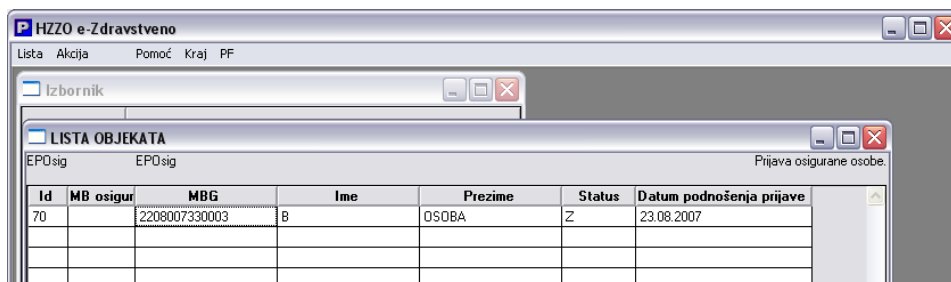 HZZO e-Zdravstveno
Lista Akcija Pomoć Kraj PF
Izbornik
LISTA OBJEKATA
EPOsig EPOsig Prijava osigurane osobe.
Id MB osigur MBG Ime Prezime Status Datum podnošenja prijave
70 2208007330003 B OSOBA Z 23.08.2007